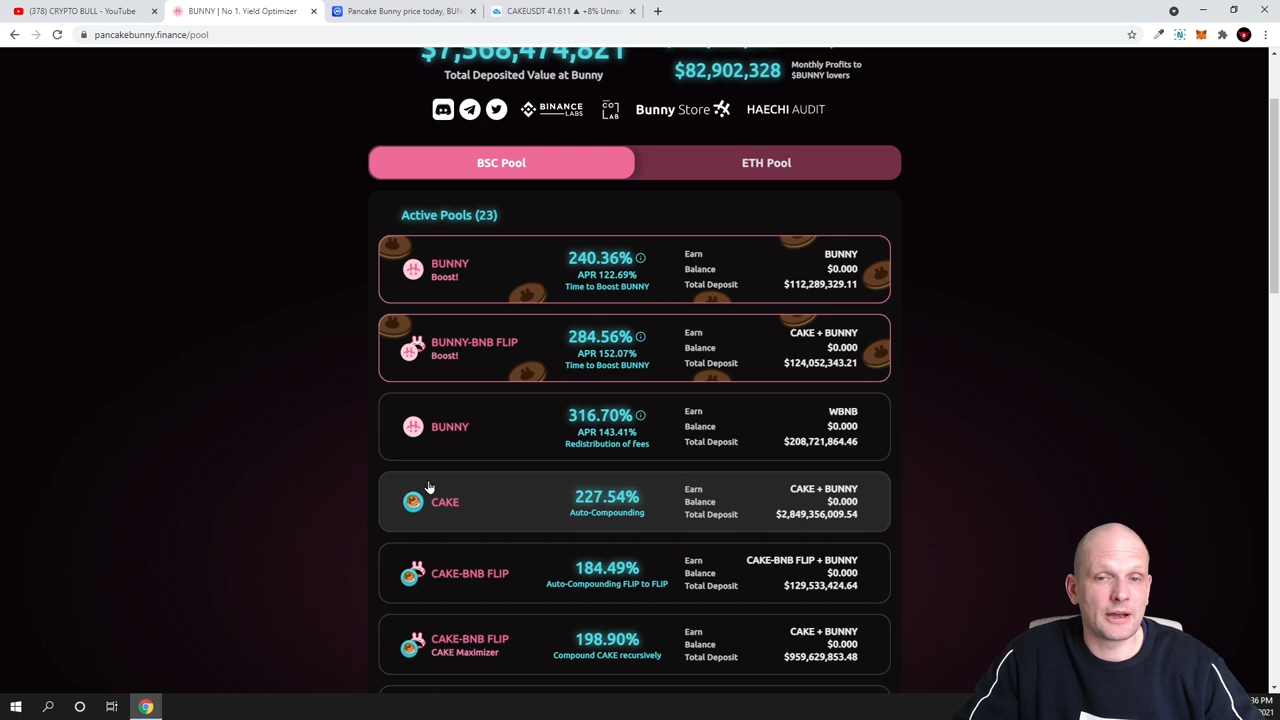 (378) CRYPTO BULL - YouTube
BUNNY | No 1. Yield Optimizer
Pancake Bunny price today, BUN
CAKEUSDT 41.611 ▲ +8% Unna
pancakebunny.finance/pool
$7,368,474,821
Total Deposited Value at Bunny
$82,902,328
Monthly Profits to
$BUNNY lovers
BINANCE
LABS
CO
LAB
Bunny Store
HAECHI AUDIT
BSC Pool
ETH Pool
Active Pools (23)
BUNNY
Boost!
240.36%
APR 122.69%
Time to Boost BUNNY
Earn BUNNY
Balance $0.000
Total Deposit $112,289,329.11
BUNNY-BNB FLIP
Boost!
284.56%
APR 152.07%
Time to Boost BUNNY
Earn CAKE + BUNNY
Balance $0.000
Total Deposit $124,052,343.21
BUNNY
316.70%
APR 143.41%
Redistribution of fees
Earn WBNB
Balance $0.000
Total Deposit $208,721,864.46
CAKE
227.54%
Auto-Compounding
Earn CAKE + BUNNY
Balance $0.000
Total Deposit $2,849,356,009.54
CAKE-BNB FLIP
184.49%
Auto-Compounding FLIP to FLIP
Earn CAKE-BNB FLIP + BUNNY
Balance $0.000
Total Deposit $129,533,424.64
CAKE-BNB FLIP
CAKE Maximizer
198.90%
Compound CAKE recursively
Earn CAKE + BUNNY
Balance $0.000
Total Deposit $959,629,853.48
36 PM
2021